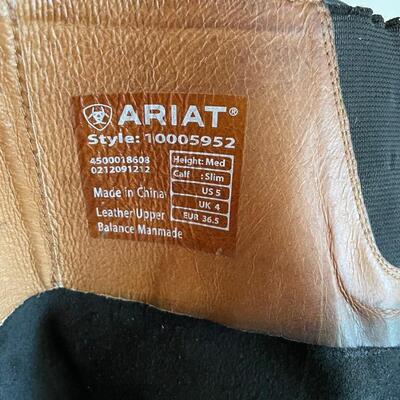 ARIAT®
Style: 10005952
4500018608
0212091212
Made in China
Leather Upper
Balance Manmade
Height: Med
Calf : Slim
US 5
UK 4
EUR 36.5